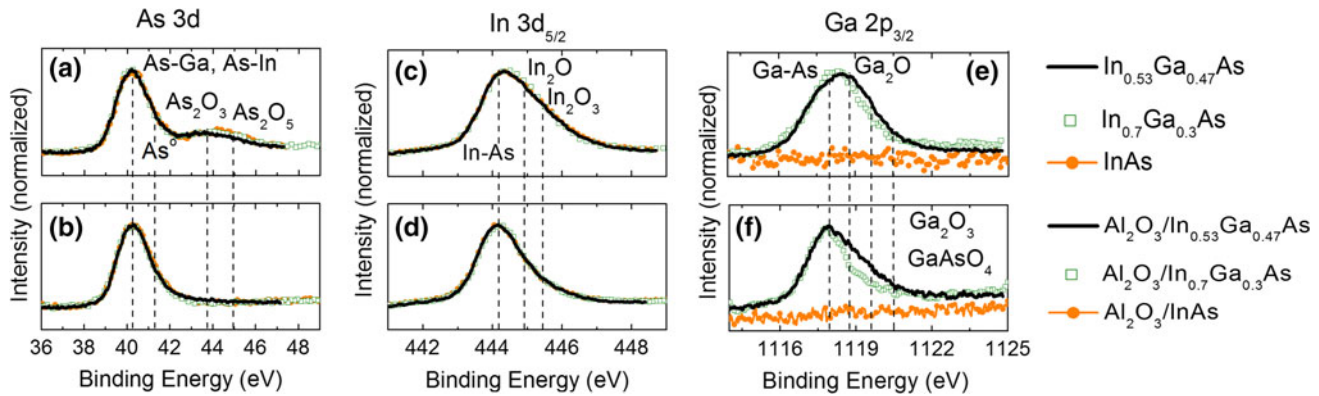 As 3d
In 3d5/2
Ga 2p3/2
Intensity (normalized)
(a)
As-Ga, As-In
As2O3
As2O5
As⁰
(b)
36 38 40 42 44 46 48
Binding Energy (eV)
Intensity (normalized)
(c)
In2O
In2O3
In-As
(d)
442 444 446 448
Binding Energy (eV)
Intensity (normalized)
Ga-As
Ga2O
(e)
(f)
Ga2O3
GaAsO4
1116 1119 1122 1125
Binding Energy (eV)
In0.53Ga0.47As
In0.7Ga0.3As
InAs
Al2O3/In0.53Ga0.47As
Al2O3/In0.7Ga0.3As
Al2O3/InAs